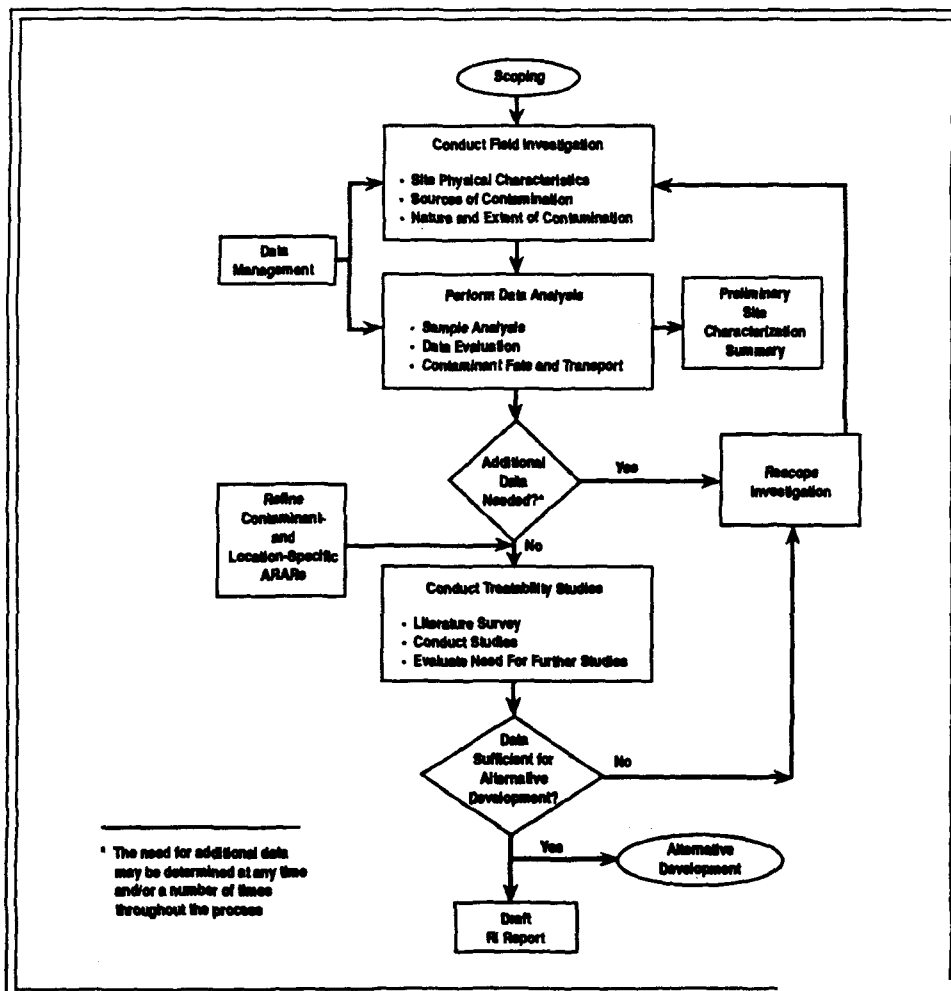 Scoping
Conduct Field Investigation
• Site Physical Characteristics
• Sources of Contamination
• Nature and Extent of Contamination
Data
Management
Perform Data Analysis
• Sample Analysis
• Data Evaluation
• Contaminant Fate and Transport
Preliminary
Site
Characterization
Summary
Additional
Data
Needed?*
Yes
Rescope
Investigation
Refine
Contaminant-
and
Location-Specific
ARARs
No
Conduct Treatability Studies
• Literature Survey
• Conduct Studies
• Evaluate Need For Further Studies
Data
Sufficient for
Alternative
Development?
No
Yes
Alternative
Development
* The need for additional data
may be determined at any time
and/or a number of times
throughout the process
Draft
RI Report